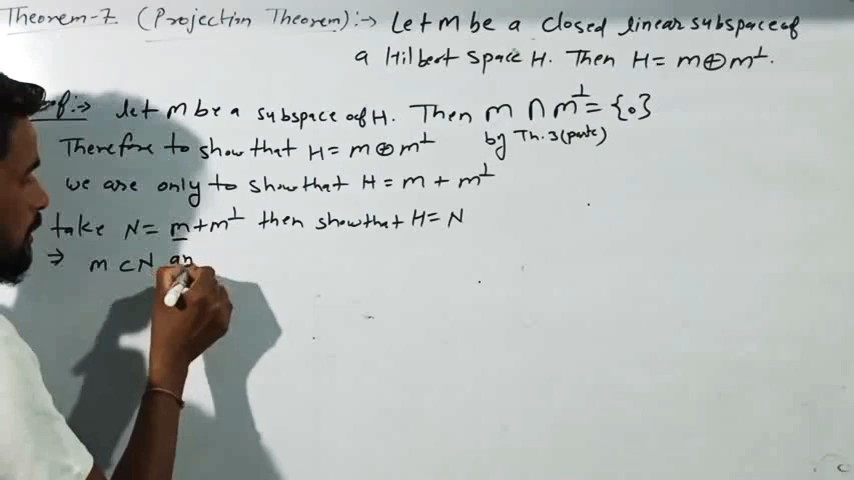 Theorem-7 (Projection Theorem):→ Let M be a closed linear subspace of
a Hilbert space H. Then H = M⊕M⊥.
let M be a subspace of H. Then M ∩ M⊥ = {0}
by Th.3(part c)
Therefore to show that H = M ⊕ M⊥
we are only to show that H = M + M⊥
take N = M + M⊥ then show that H = N
⇒ M ⊂ N an